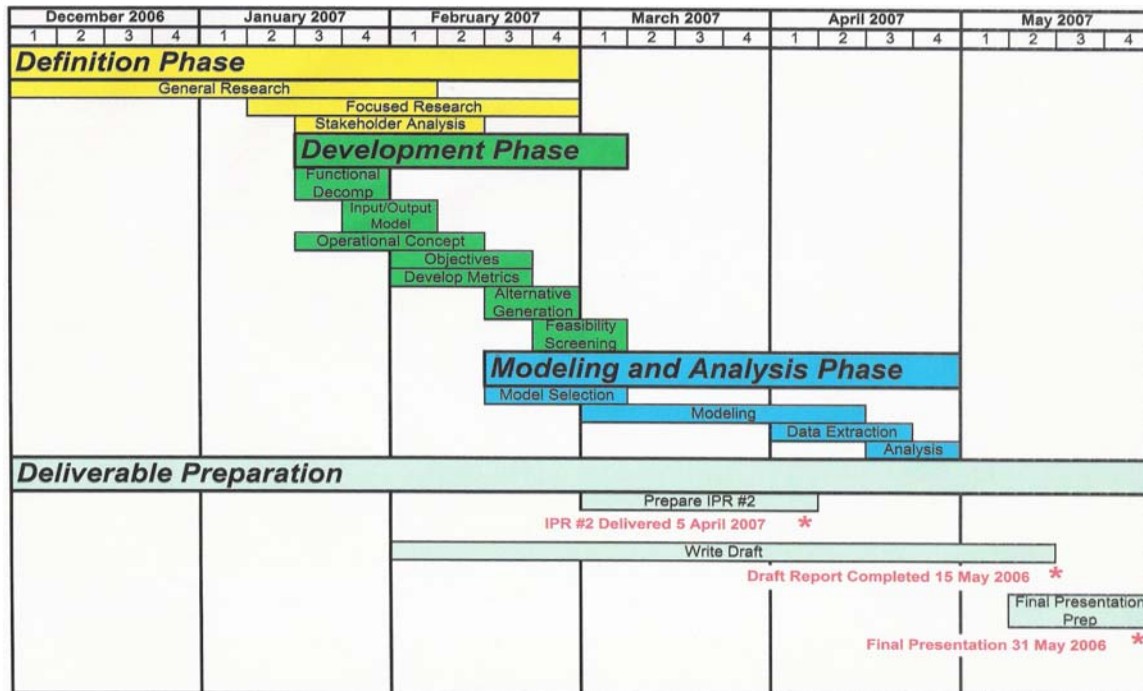 December 2006 January 2007 February 2007 March 2007 April 2007 May 2007
1 2 3 4 1 2 3 4 1 2 3 4 1 2 3 4 1 2 3 4 1 2 3 4
Definition Phase
General Research
Focused Research
Stakeholder Analysis
Development Phase
Functional
Decomp
Input/Output
Model
Operational Concept
Objectives
Develop Metrics
Alternative
Generation
Feasibility
Screening
Modeling and Analysis Phase
Model Selection
Modeling
Data Extraction
Analysis
Deliverable Preparation
Prepare IPR #2
IPR #2 Delivered 5 April 2007 *
Write Draft
Draft Report Completed 15 May 2006 *
Final Presentation
Prep
Final Presentation 31 May 2006 *